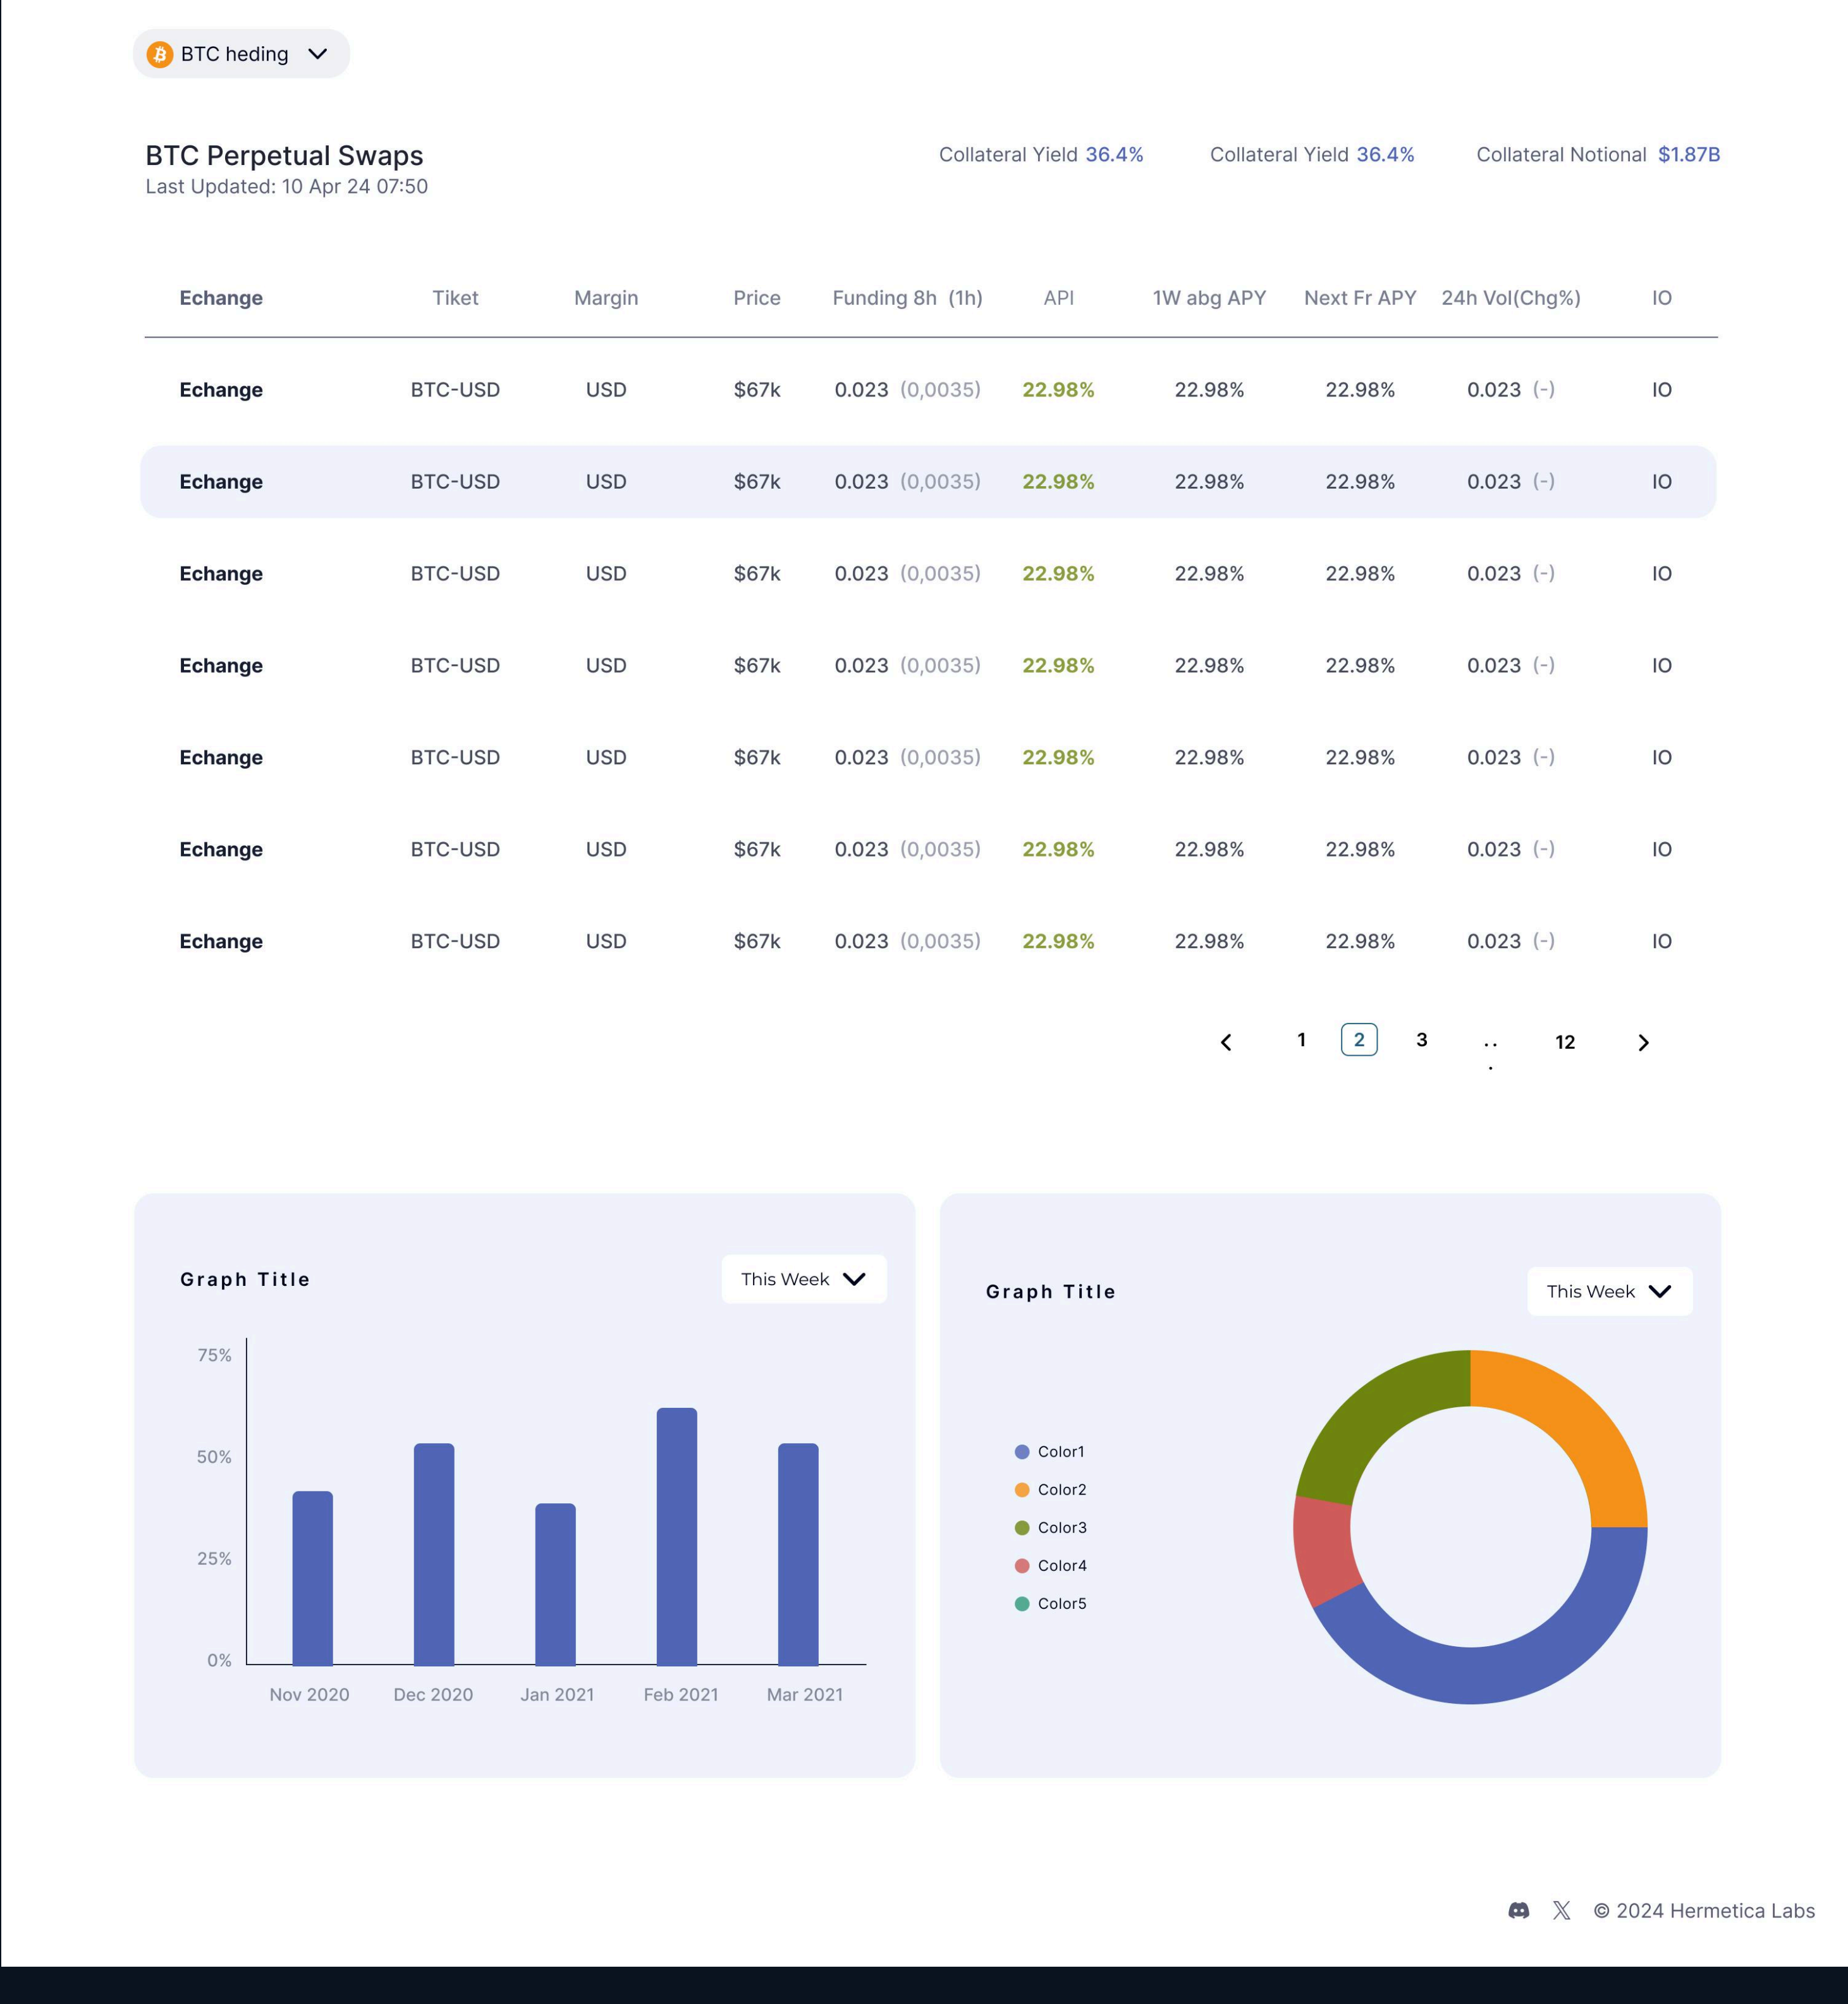 BTC heding
BTC Perpetual Swaps
Collateral Yield 36.4% Collateral Yield 36.4% Collateral Notional $1.87B
Last Updated: 10 Apr 24 07:50
Echange Tiket Margin Price Funding 8h (1h) API 1W abg APY Next Fr APY 24h Vol(Chg%) IO
Echange BTC-USD USD $67k 0.023 (0,0035) 22.98% 22.98% 22.98% 0.023 (-) IO
Echange BTC-USD USD $67k 0.023 (0,0035) 22.98% 22.98% 22.98% 0.023 (-) IO
Echange BTC-USD USD $67k 0.023 (0,0035) 22.98% 22.98% 22.98% 0.023 (-) IO
Echange BTC-USD USD $67k 0.023 (0,0035) 22.98% 22.98% 22.98% 0.023 (-) IO
Echange BTC-USD USD $67k 0.023 (0,0035) 22.98% 22.98% 22.98% 0.023 (-) IO
Echange BTC-USD USD $67k 0.023 (0,0035) 22.98% 22.98% 22.98% 0.023 (-) IO
Echange BTC-USD USD $67k 0.023 (0,0035) 22.98% 22.98% 22.98% 0.023 (-) IO
1 2 3 ... 12
Graph Title This Week
75%
50%
25%
0%
Nov 2020 Dec 2020 Jan 2021 Feb 2021 Mar 2021
Graph Title This Week
Color1
Color2
Color3
Color4
Color5
© 2024 Hermetica Labs